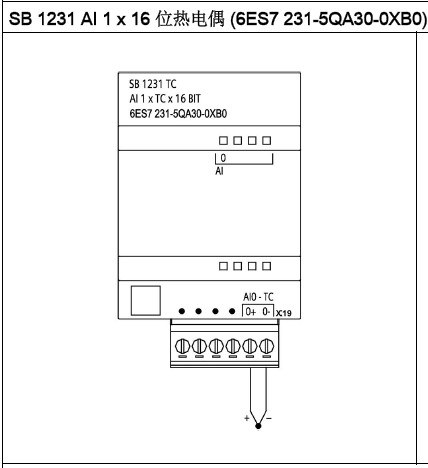 SB 1231 AI 1 x 16 位热电偶 (6ES7 231-5QA30-0XB0)
SB 1231 TC
AI 1 x TC x 16 BIT
6ES7 231-5QA30-0XB0
0
AI
AI0 - TC
0+ 0- X19
+ −